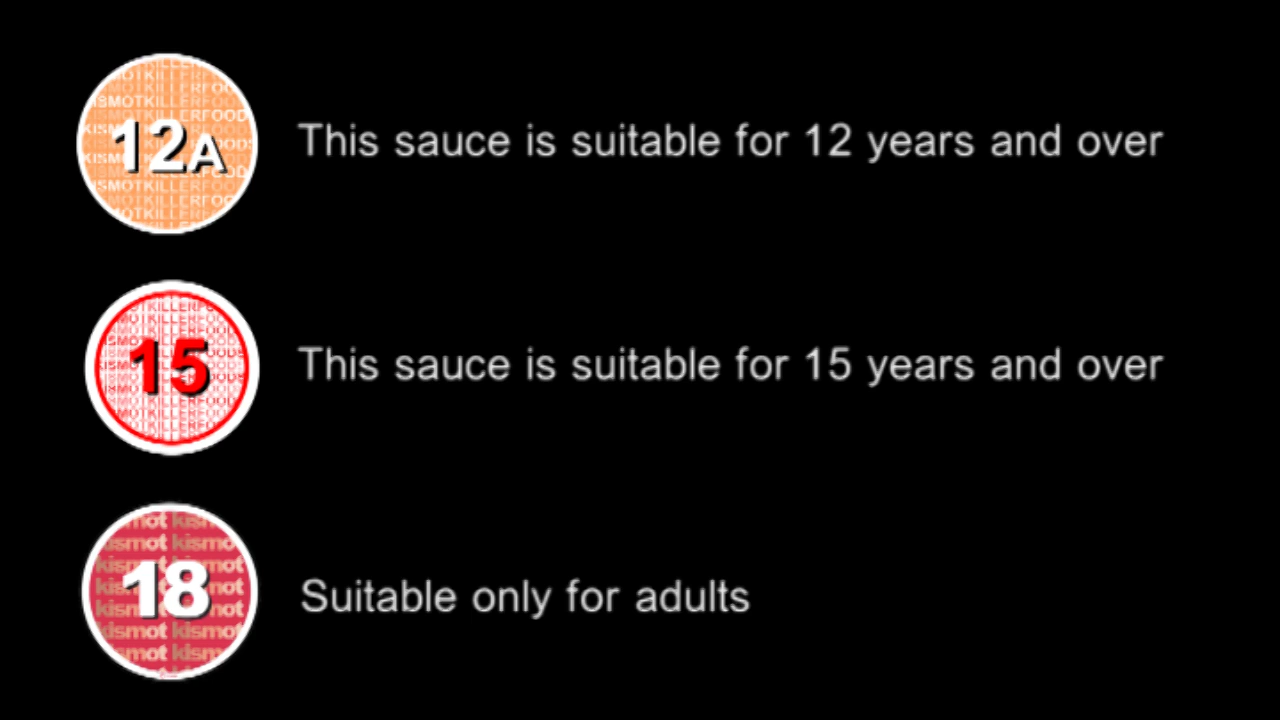 12A This sauce is suitable for 12 years and over
15 This sauce is suitable for 15 years and over
18 Suitable only for adults